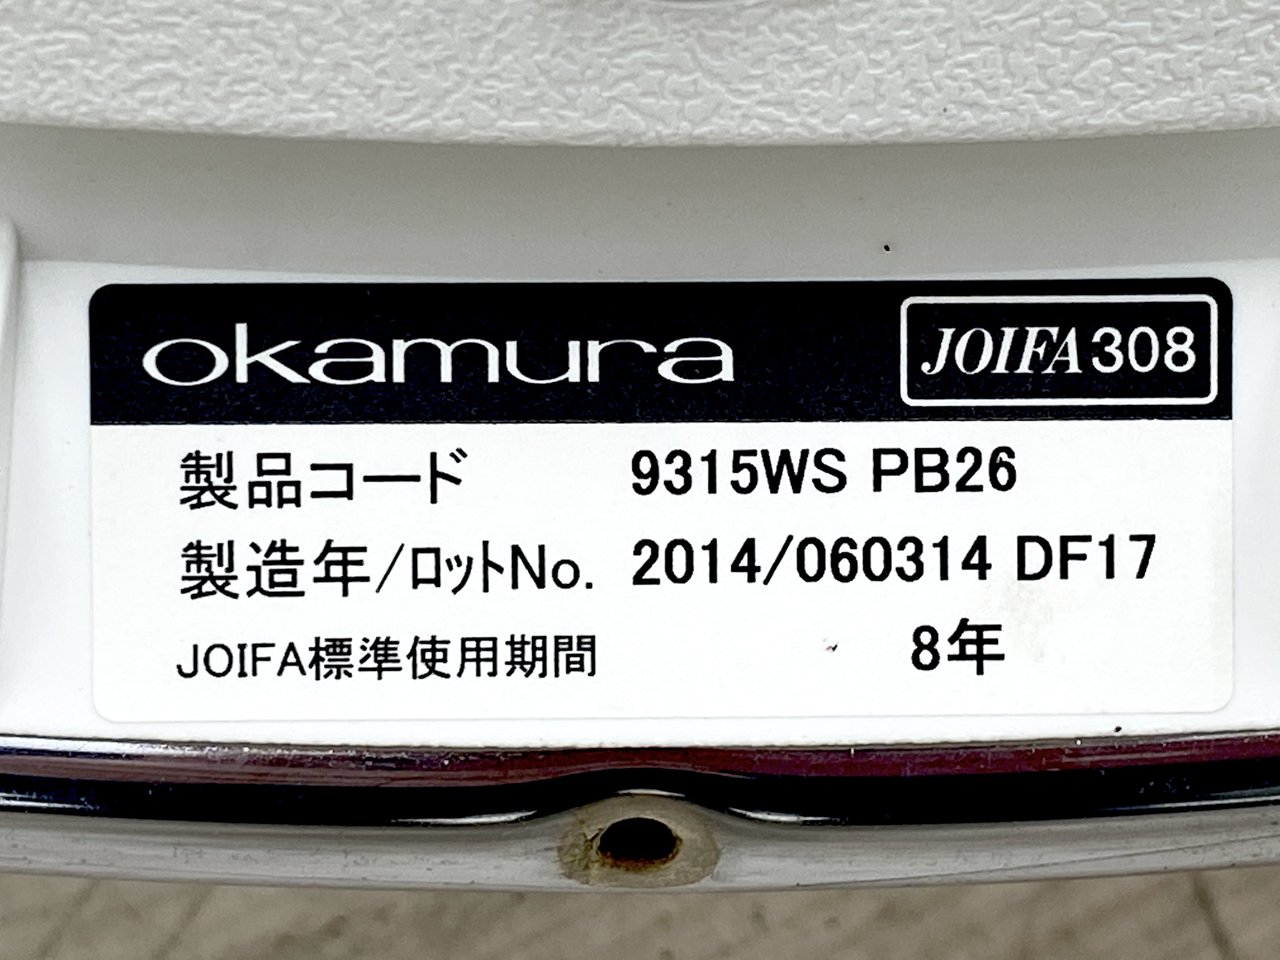 okamura
JOIFA308
製品コード 9315WS PB26
製造年/ロットNo. 2014/060314 DF17
JOIFA標準使用期間 8年